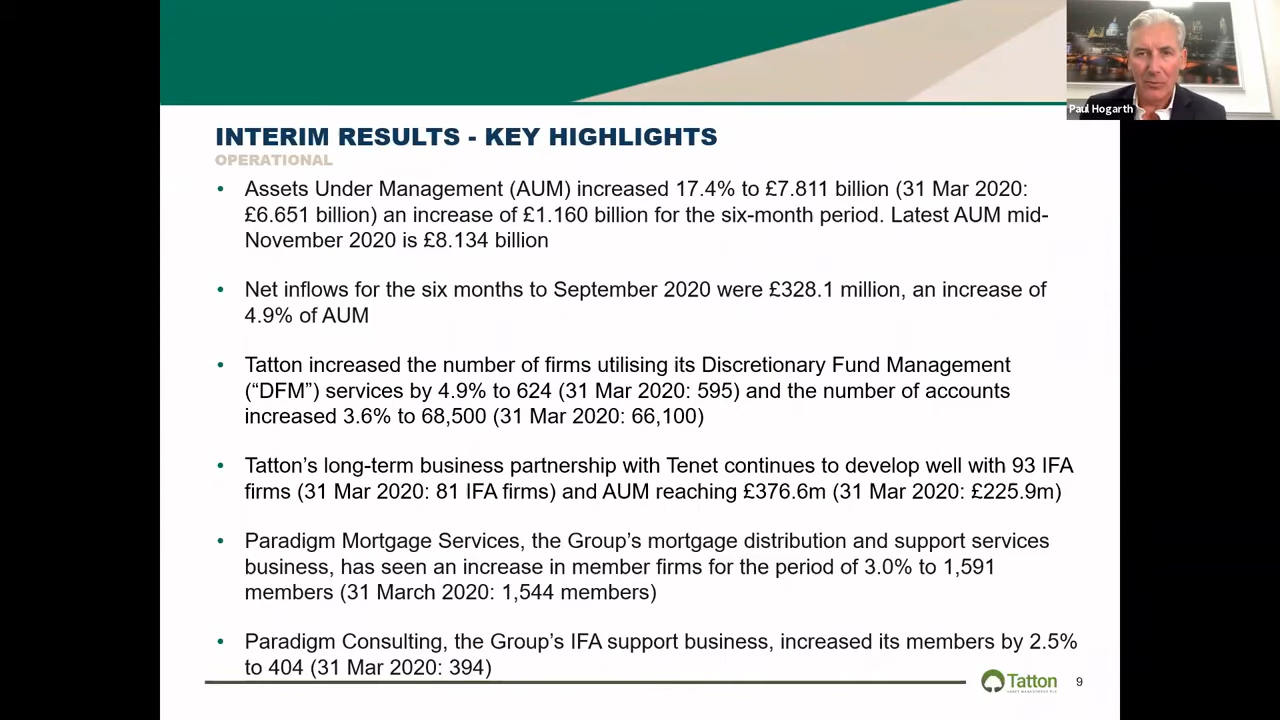 Paul Hogarth
INTERIM RESULTS - KEY HIGHLIGHTS
OPERATIONAL
• Assets Under Management (AUM) increased 17.4% to £7.811 billion (31 Mar 2020:
£6.651 billion) an increase of £1.160 billion for the six-month period. Latest AUM mid-
November 2020 is £8.134 billion
• Net inflows for the six months to September 2020 were £328.1 million, an increase of
4.9% of AUM
• Tatton increased the number of firms utilising its Discretionary Fund Management
(“DFM”) services by 4.9% to 624 (31 Mar 2020: 595) and the number of accounts
increased 3.6% to 68,500 (31 Mar 2020: 66,100)
• Tatton’s long-term business partnership with Tenet continues to develop well with 93 IFA
firms (31 Mar 2020: 81 IFA firms) and AUM reaching £376.6m (31 Mar 2020: £225.9m)
• Paradigm Mortgage Services, the Group’s mortgage distribution and support services
business, has seen an increase in member firms for the period of 3.0% to 1,591
members (31 March 2020: 1,544 members)
• Paradigm Consulting, the Group’s IFA support business, increased its members by 2.5%
to 404 (31 Mar 2020: 394)
Tatton
ASSET MANAGEMENT PLC
9